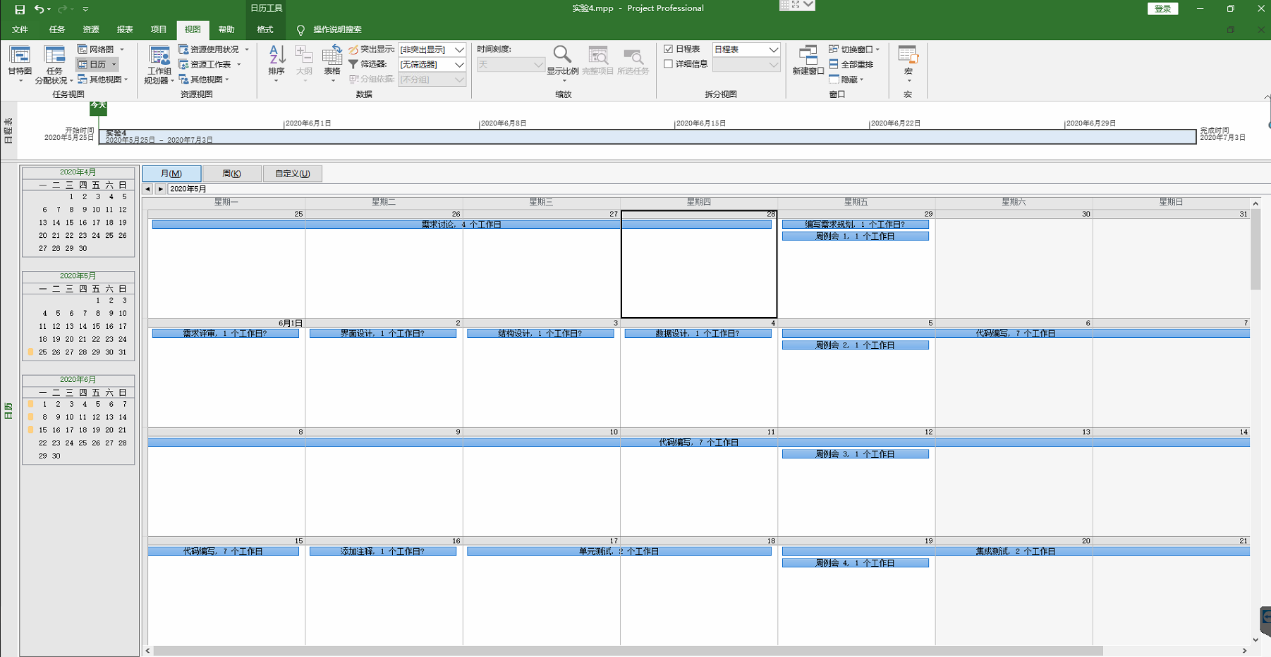 日历工具
实验4.mpp - Project Professional
登录
文件 任务 资源 报表 项目 视图 帮助 格式 操作说明搜索
甘特图
任务分配状况
网络图
日历
其他视图
任务视图
工作组规划器
资源使用状况
资源工作表
其他视图
资源视图
排序
大纲
表格
突出显示: [非突出显示]
筛选器: [无筛选器]
分组依据: [不分组]
数据
时间刻度:
天
显示比例
完整项目
所选任务
缩放
日程表 日程表
详细信息
拆分视图
新建窗口
切换窗口
全部重排
隐藏
窗口
宏
宏
日程表
今天
2020年6月1日 2020年6月8日 2020年6月15日 2020年6月22日 2020年6月29日
开始时间
2020年5月25日
实验4
2020年5月25日 - 2020年7月3日
完成时间
2020年7月3日
日历
2020年4月
一 二 三 四 五 六 日
1 2 3 4 5
6 7 8 9 10 11 12
13 14 15 16 17 18 19
20 21 22 23 24 25 26
27 28 29 30
2020年5月
一 二 三 四 五 六 日
1 2 3
4 5 6 7 8 9 10
11 12 13 14 15 16 17
18 19 20 21 22 23 24
25 26 27 28 29 30 31
2020年6月
一 二 三 四 五 六 日
1 2 3 4 5 6 7
8 9 10 11 12 13 14
15 16 17 18 19 20 21
22 23 24 25 26 27 28
29 30
月(M) 周(K) 自定义(U)
2020年5月
星期一 星期二 星期三 星期四 星期五 星期六 星期日
25 26 27 28 29 30 31
需求讨论, 4 个工作日 编写需求规划, 1 个工作日?
周例会 1, 1 个工作日
6月1日 2 3 4 5 6 7
需求评审, 1 个工作日? 界面设计, 1 个工作日? 结构设计, 1 个工作日? 数据设计, 1 个工作日? 代码编写, 7 个工作日
周例会 2, 1 个工作日
8 9 10 11 12 13 14
代码编写, 7 个工作日
周例会 3, 1 个工作日
15 16 17 18 19 20 21
代码编写, 7 个工作日 添加注释, 1 个工作日? 单元测试, 2 个工作日 集成测试, 2 个工作日
周例会 4, 1 个工作日